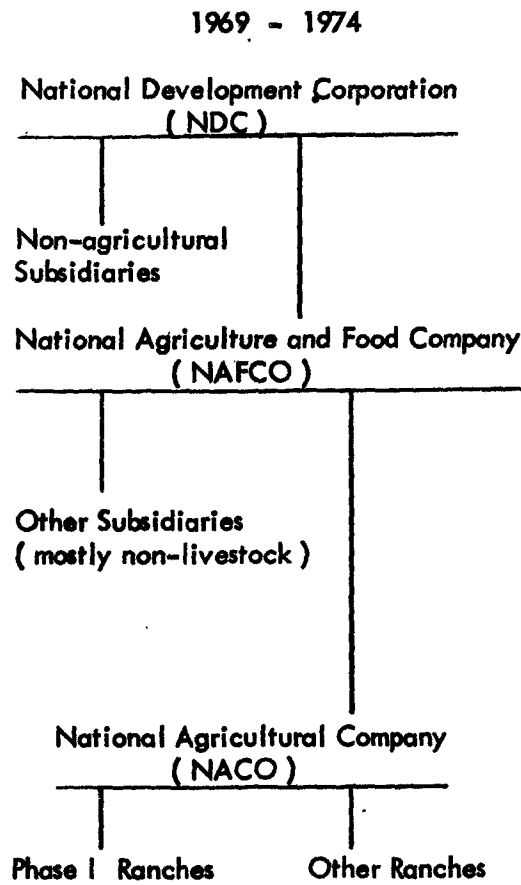 1969 - 1974
National Development Corporation
( NDC )
Non-agricultural
Subsidiaries
National Agriculture and Food Company
( NAFCO )
Other Subsidiaries
( mostly non-livestock )
National Agricultural Company
( NACO )
Phase I Ranches
Other Ranches